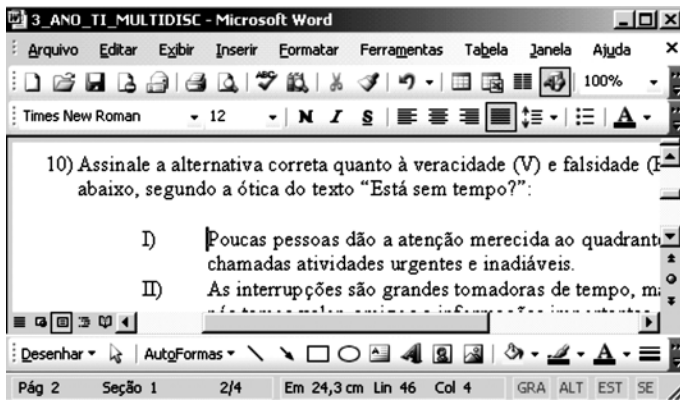 3_ANO_TI_MULTIDISC - Microsoft Word
Arquivo Editar Exibir Inserir Formatar Ferramentas Tabela Janela Ajuda
100%
Times New Roman 12 N I S A
10) Assinale a alternativa correta quanto à veracidade (V) e falsidade (F
abaixo, segundo a ótica do texto “Está sem tempo?”:
I) Poucas pessoas dão a atenção merecida ao quadrant
chamadas atividades urgentes e inadiáveis.
II) As interrupções são grandes tomadoras de tempo, m
Desenhar AutoFormas A
Pág 2 Seção 1 2/4 Em 24,3 cm Lin 46 Col 4 GRA ALT EST SE